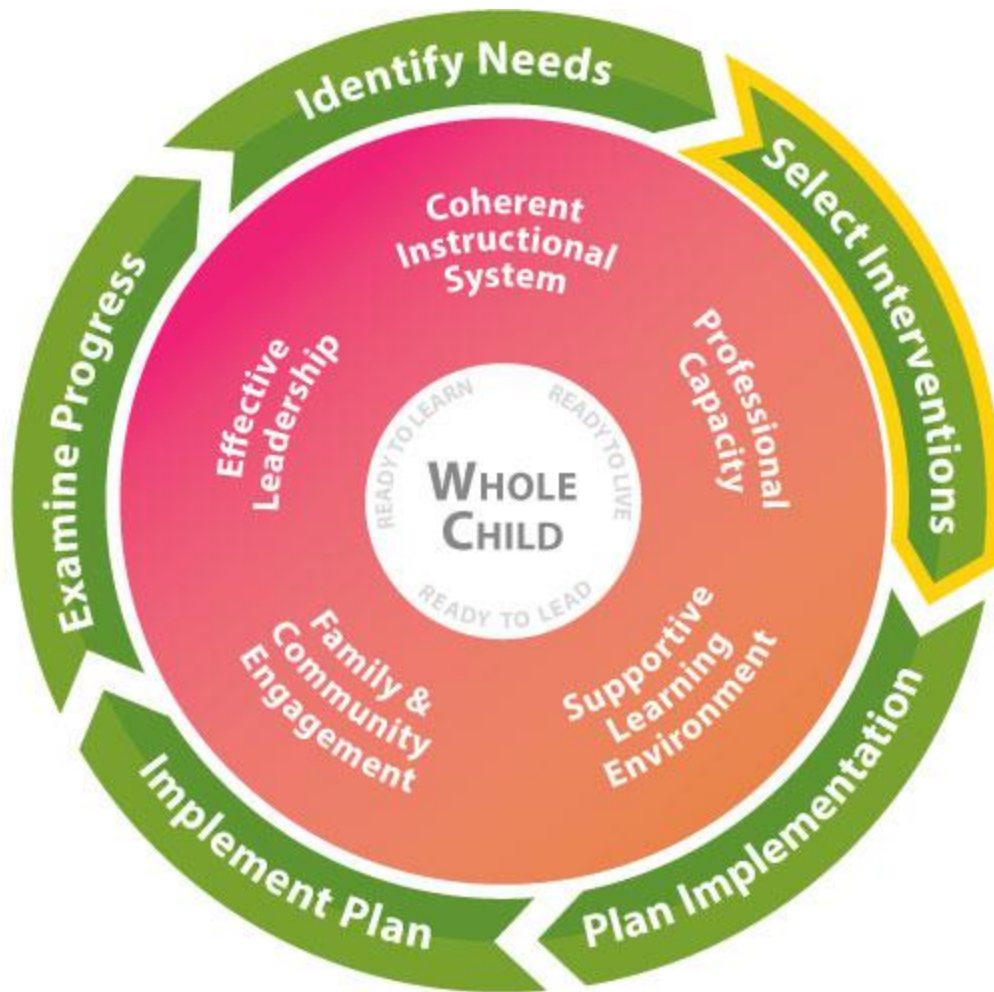 Identify Needs
Select Interventions
Plan Implementation
Implement Plan
Examine Progress
Coherent
Instructional
System
Professional
Capacity
Supportive
Learning
Environment
Family &
Community
Engagement
Effective
Leadership
READY TO LEARN
READY TO LIVE
WHOLE
CHILD
READY TO LEAD